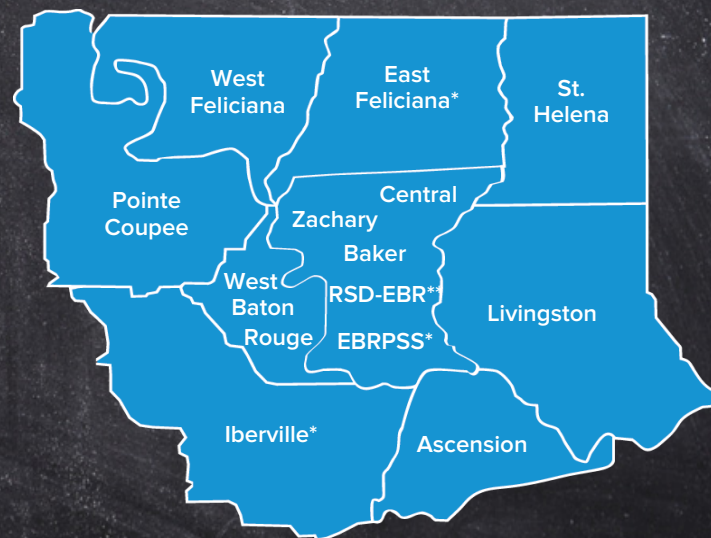 West
Feliciana
East
Feliciana*
St.
Helena
Pointe
Coupee
Central
Zachary
Baker
West
Baton
Rouge
RSD-EBR**
EBRPSS*
Livingston
Iberville*
Ascension